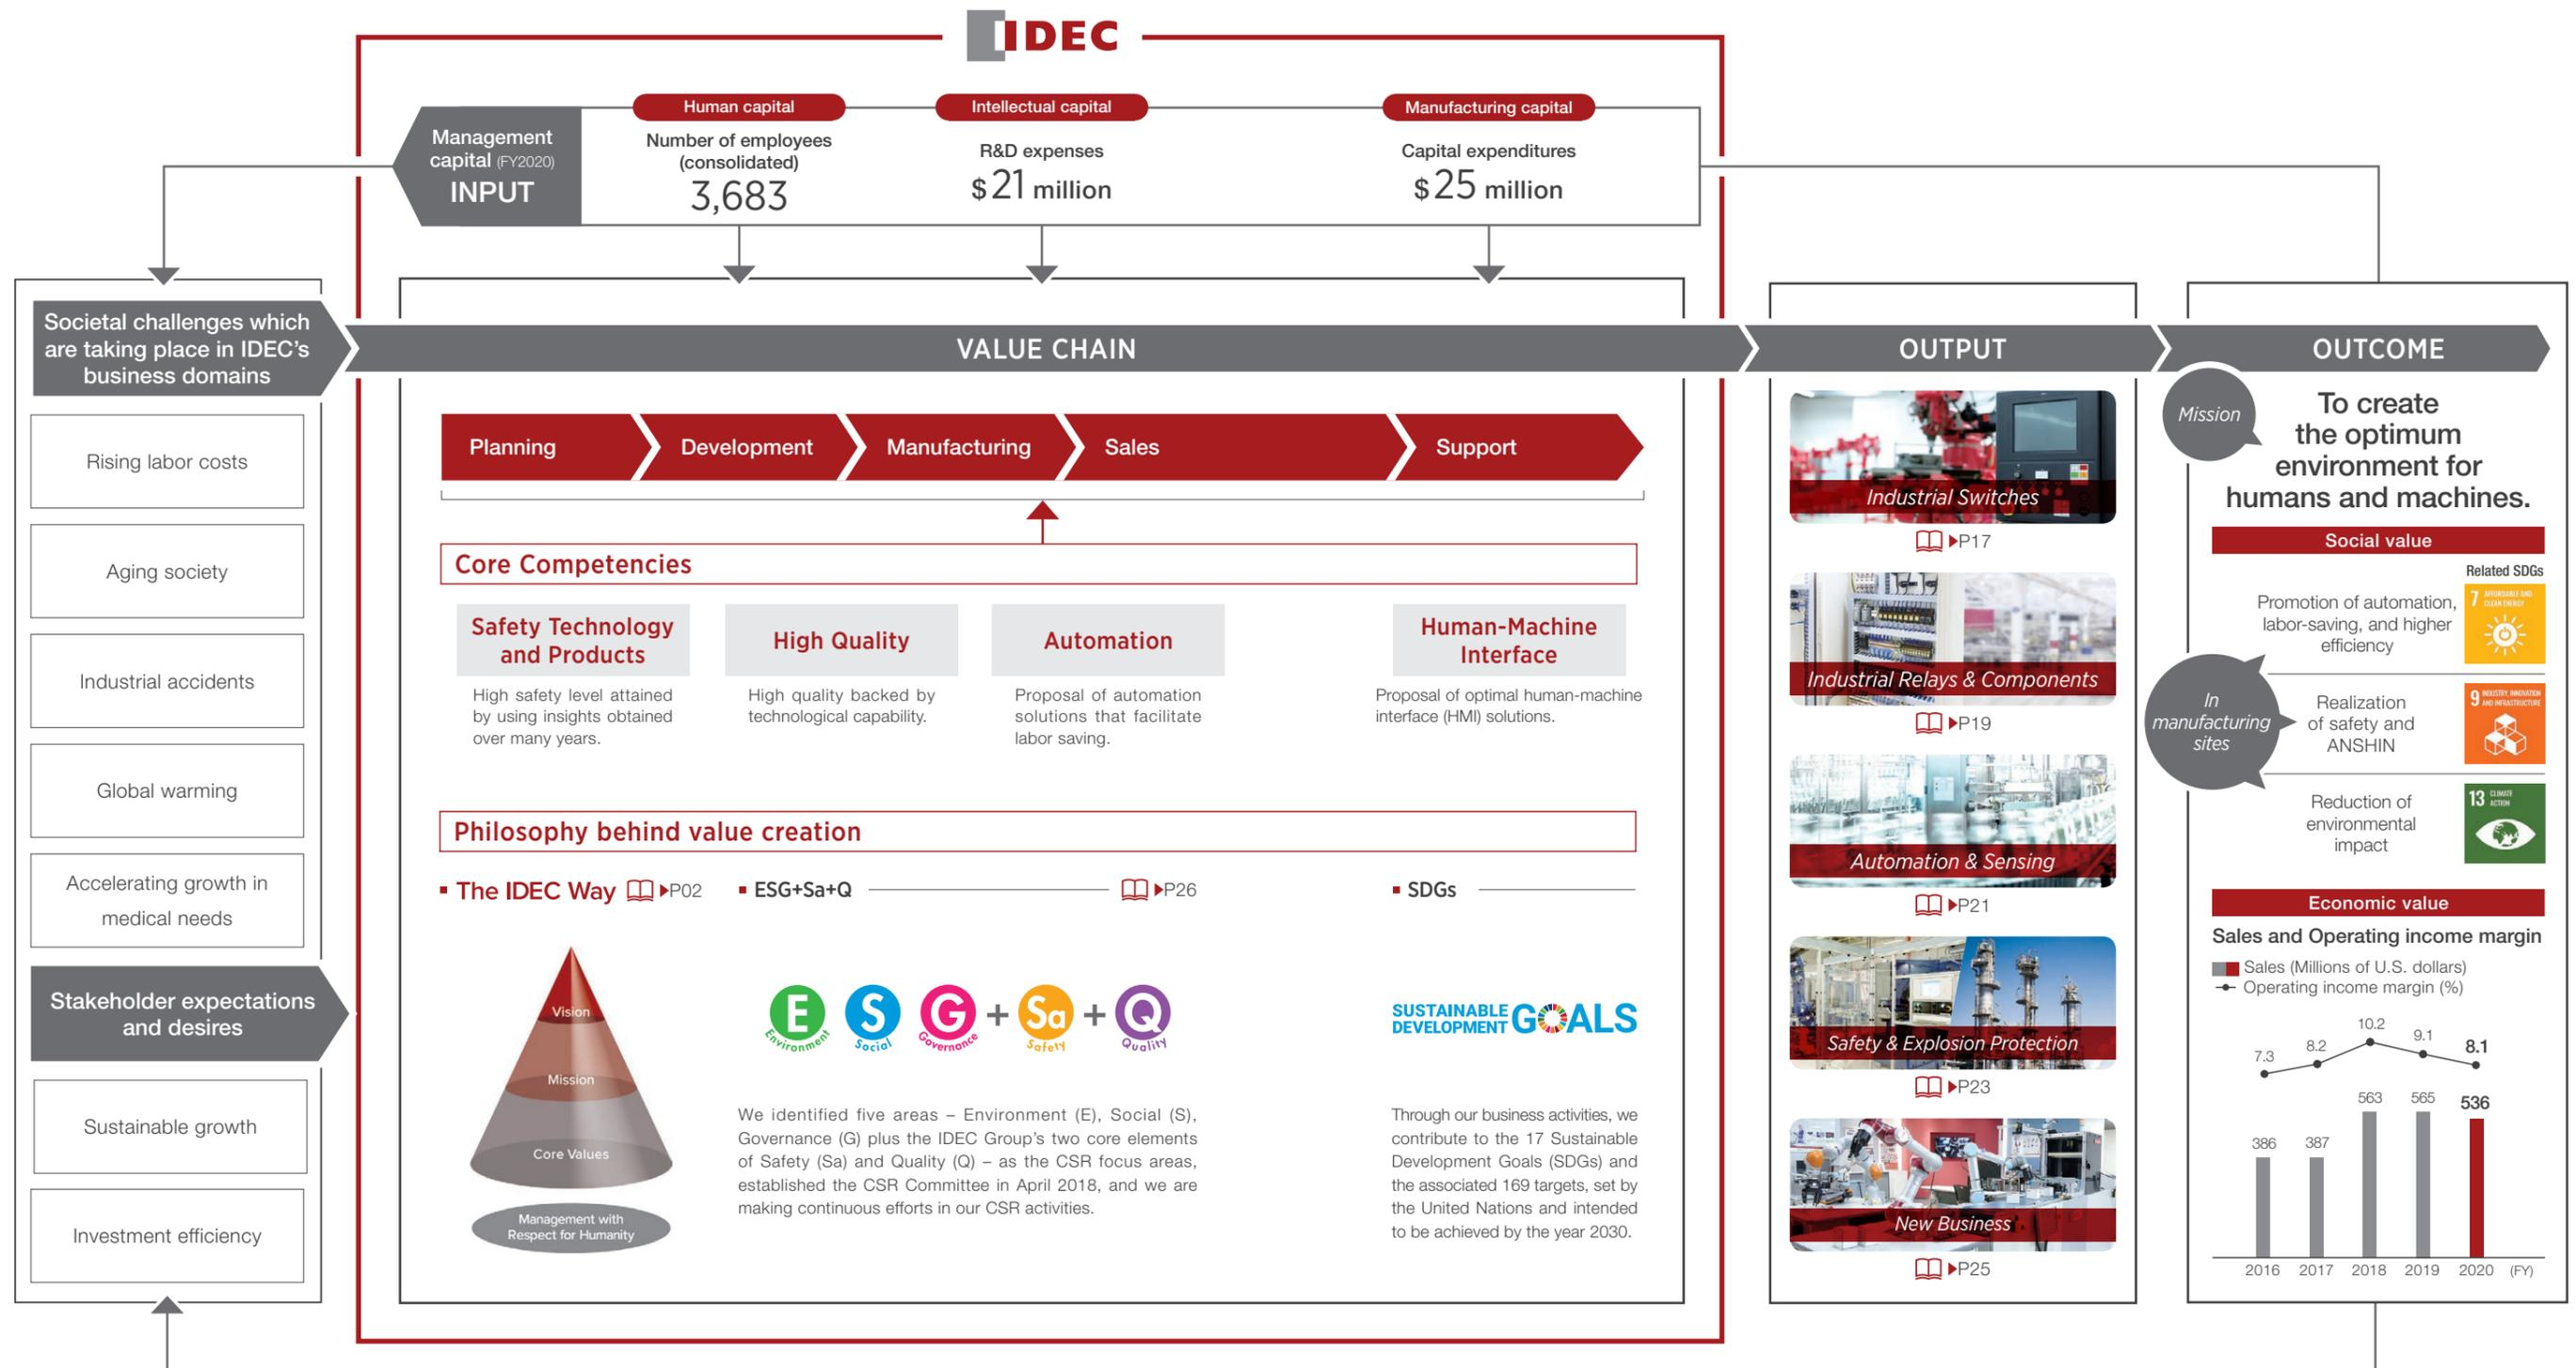 IDEC
Management
capital (FY2020)
INPUT
Human capital
Number of employees
(consolidated)
3,683
Intellectual capital
R&D expenses
$21 million
Manufacturing capital
Capital expenditures
$25 million
Societal challenges which
are taking place in IDEC's
business domains
Rising labor costs
Aging society
Industrial accidents
Global warming
Accelerating growth in
medical needs
Stakeholder expectations
and desires
Sustainable growth
Investment efficiency
VALUE CHAIN
Planning
Development
Manufacturing
Sales
Support
Core Competencies
Safety Technology
and Products
High safety level attained
by using insights obtained
over many years.
High Quality
High quality backed by
technological capability.
Automation
Proposal of automation
solutions that facilitate
labor saving.
Human-Machine
Interface
Proposal of optimal human-machine
interface (HMI) solutions.
Philosophy behind value creation
The IDEC Way P02
Vision
Mission
Core Values
Management with
Respect for Humanity
ESG+Sa+Q P26
E S G + Sa + Q
Environment Social Governance Safety Quality
We identified five areas – Environment (E), Social (S),
Governance (G) plus the IDEC Group's two core elements
of Safety (Sa) and Quality (Q) – as the CSR focus areas,
established the CSR Committee in April 2018, and we are
making continuous efforts in our CSR activities.
SDGs
SUSTAINABLE
DEVELOPMENT GOALS
Through our business activities, we
contribute to the 17 Sustainable
Development Goals (SDGs) and
the associated 169 targets, set by
the United Nations and intended
to be achieved by the year 2030.
OUTPUT
Industrial Switches
P17
Industrial Relays & Components
P19
Automation & Sensing
P21
Safety & Explosion Protection
P23
New Business
P25
OUTCOME
Mission
To create
the optimum
environment for
humans and machines.
Social value
Related SDGs
In
manufacturing
sites
Promotion of automation,
labor-saving, and higher
efficiency
7 AFFORDABLE AND
CLEAN ENERGY
Realization
of safety and
ANSHIN
9 INDUSTRY, INNOVATION
AND INFRASTRUCTURE
Reduction of
environmental
impact
13 CLIMATE
ACTION
Economic value
Sales and Operating income margin
Sales (Millions of U.S. dollars)
Operating income margin (%)
7.3 8.2 10.2 9.1 8.1
386 387 563 565 536
2016 2017 2018 2019 2020 (FY)